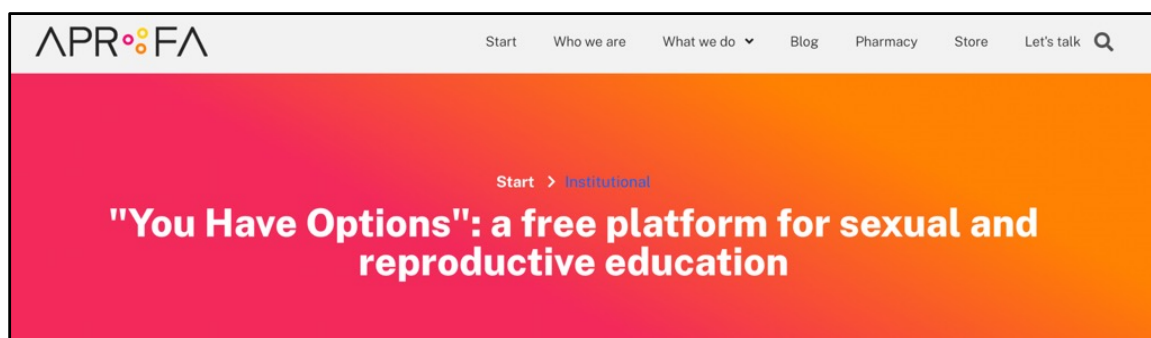 APROFA
Start Who we are What we do Blog Pharmacy Store Let's talk
Start > Institutional
"You Have Options": a free platform for sexual and
reproductive education